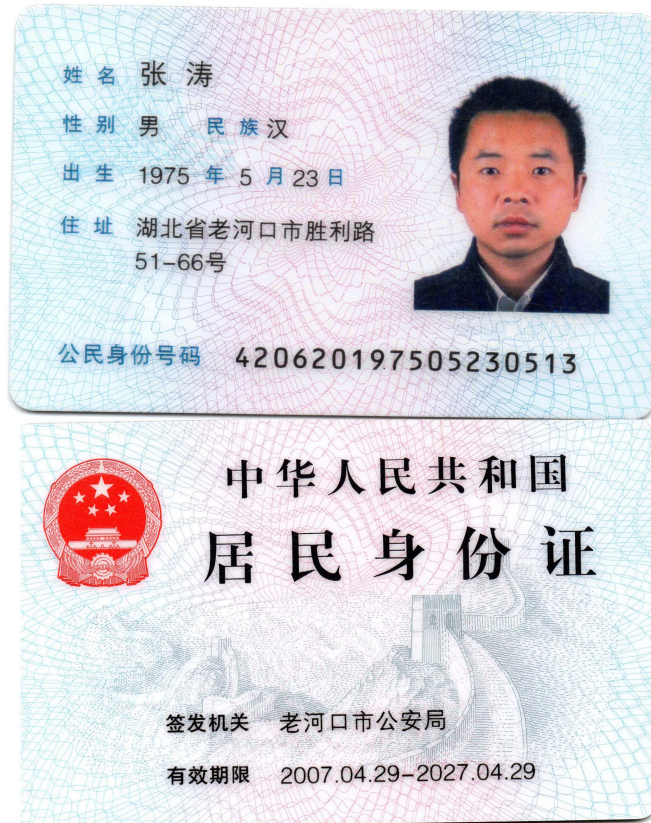 姓名 张涛
性别 男 民族 汉
出生 1975 年 5 月 23 日
住址 湖北省老河口市胜利路
51-66号
公民身份号码 420620197505230513
中华人民共和国
居民身份证
签发机关 老河口市公安局
有效期限 2007.04.29-2027.04.29